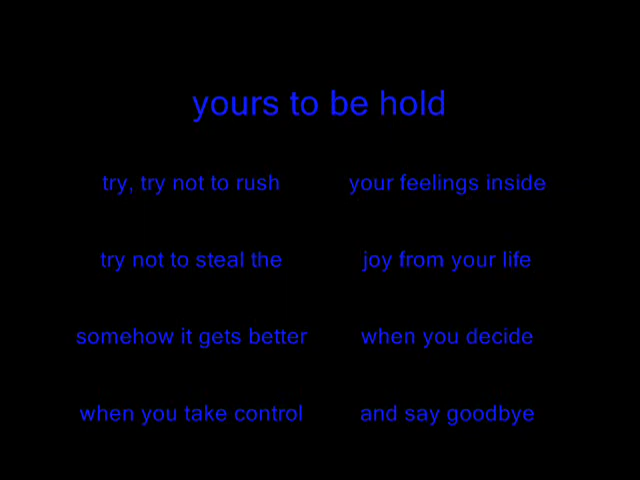 yours to be hold
try, try not to rush your feelings inside
try not to steal the joy from your life
somehow it gets better when you decide
when you take control and say goodbye